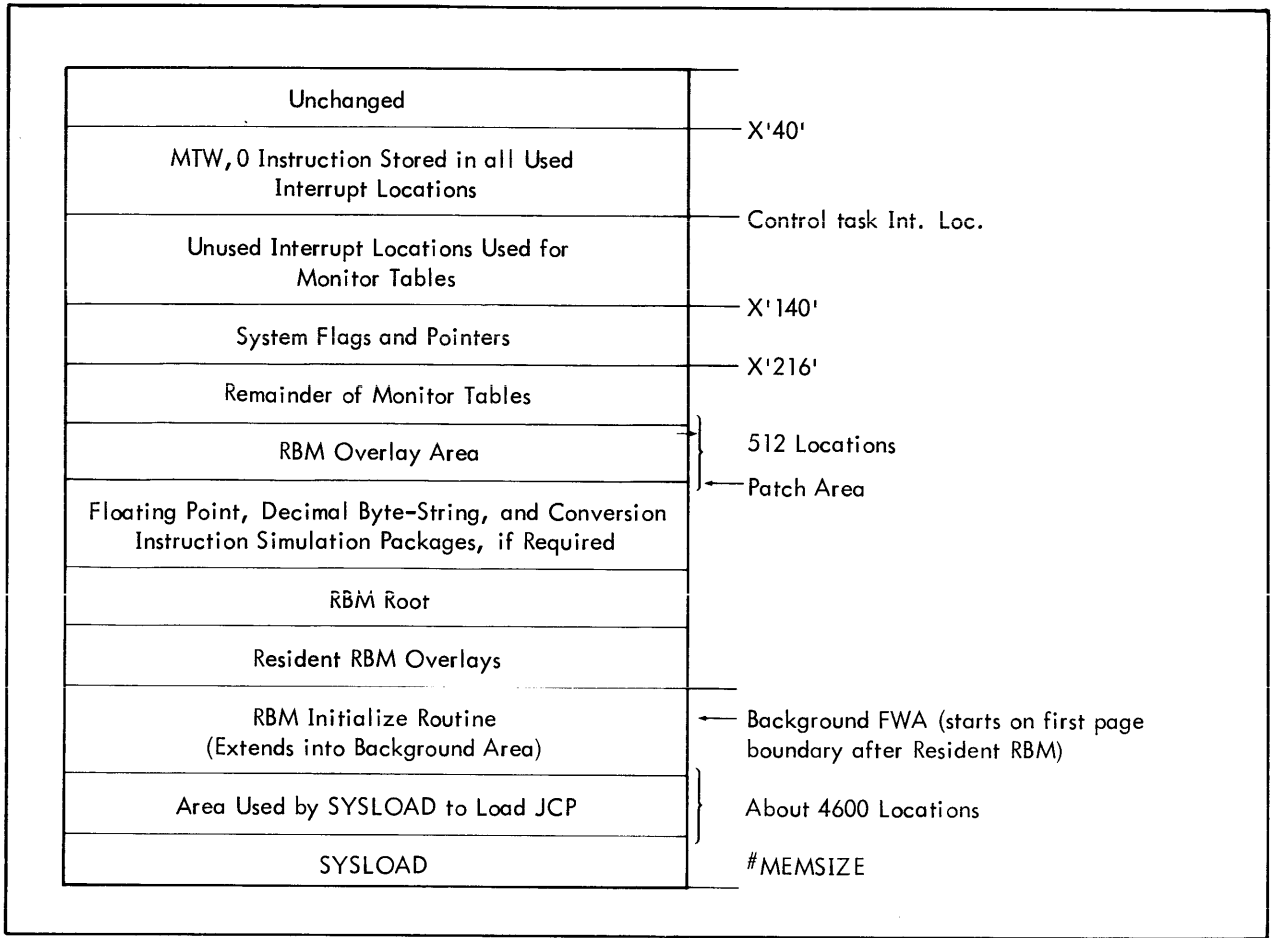 Unchanged
X'40'
MTW,0 Instruction Stored in all Used
Interrupt Locations
Control task Int. Loc.
Unused Interrupt Locations Used for
Monitor Tables
X'140'
System Flags and Pointers
X'216'
Remainder of Monitor Tables
512 Locations
RBM Overlay Area
Patch Area
Floating Point, Decimal Byte-String, and Conversion
Instruction Simulation Packages, if Required
RBM Root
Resident RBM Overlays
RBM Initialize Routine
(Extends into Background Area)
Background FWA (starts on first page
boundary after Resident RBM)
Area Used by SYSLOAD to Load JCP
About 4600 Locations
SYSLOAD
#MEMSIZE